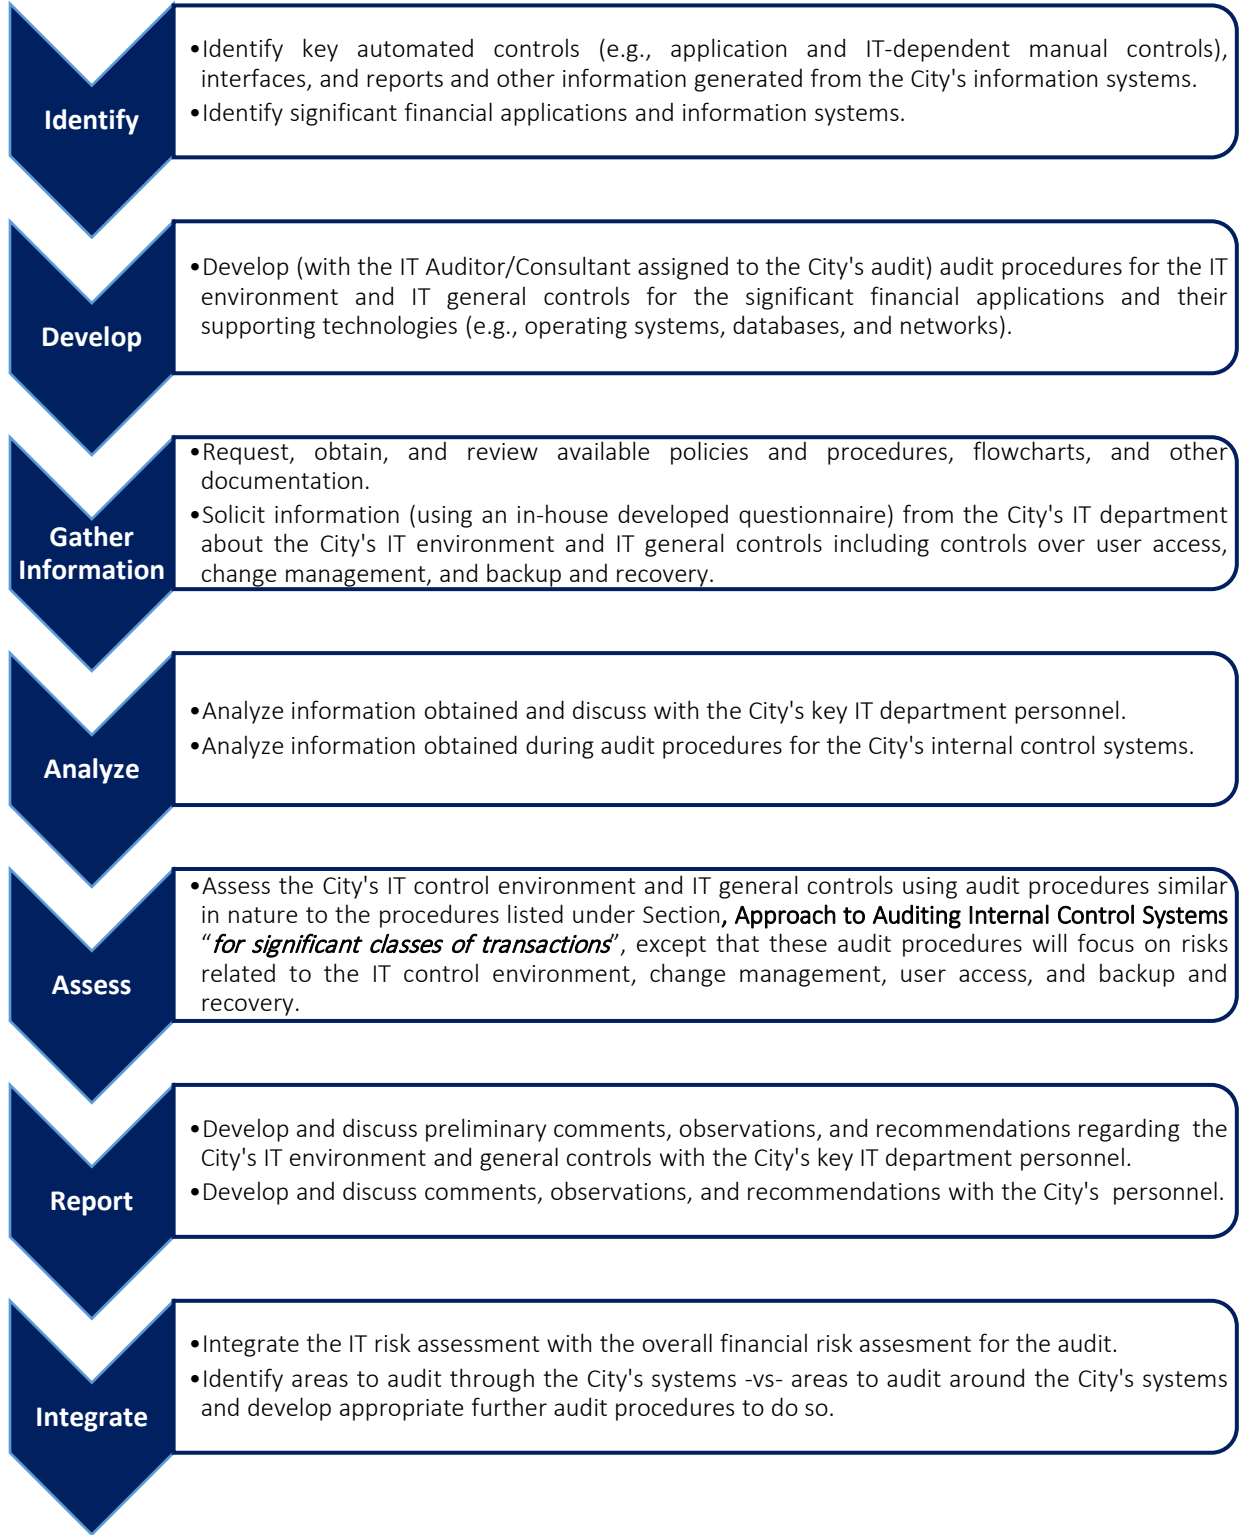 Identify
•Identify key automated controls (e.g., application and IT-dependent manual controls),
interfaces, and reports and other information generated from the City's information systems.
•Identify significant financial applications and information systems.
Develop
•Develop (with the IT Auditor/Consultant assigned to the City's audit) audit procedures for the IT
environment and IT general controls for the significant financial applications and their
supporting technologies (e.g., operating systems, databases, and networks).
Gather
Information
•Request, obtain, and review available policies and procedures, flowcharts, and other
documentation.
•Solicit information (using an in-house developed questionnaire) from the City's IT department
about the City's IT environment and IT general controls including controls over user access,
change management, and backup and recovery.
Analyze
•Analyze information obtained and discuss with the City's key IT department personnel.
•Analyze information obtained during audit procedures for the City's internal control systems.
Assess
•Assess the City's IT control environment and IT general controls using audit procedures similar
in nature to the procedures listed under Section, Approach to Auditing Internal Control Systems
“for significant classes of transactions”, except that these audit procedures will focus on risks
related to the IT control environment, change management, user access, and backup and
recovery.
Report
•Develop and discuss preliminary comments, observations, and recommendations regarding the
City's IT environment and general controls with the City's key IT department personnel.
•Develop and discuss comments, observations, and recommendations with the City's personnel.
Integrate
•Integrate the IT risk assessment with the overall financial risk assesment for the audit.
•Identify areas to audit through the City's systems -vs- areas to audit around the City's systems
and develop appropriate further audit procedures to do so.